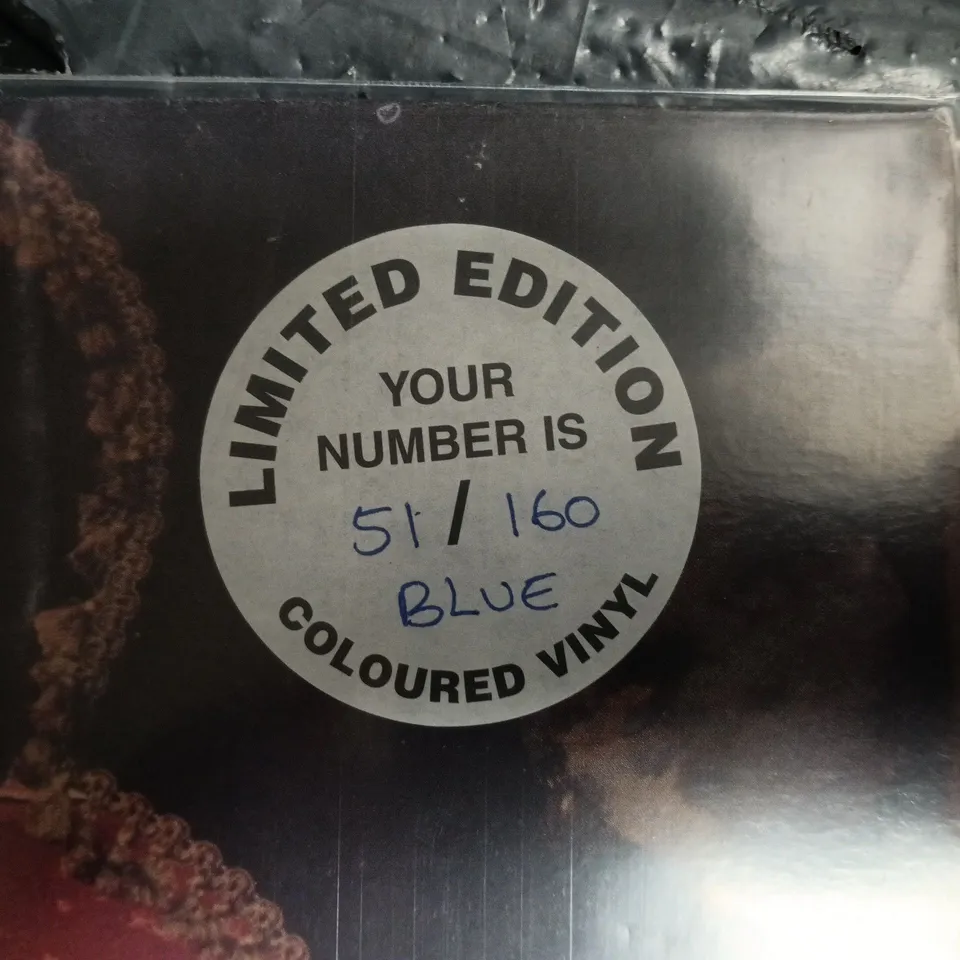 LIMITED EDITION
YOUR
NUMBER IS
51 / 160
BLUE
COLOURED VINYL